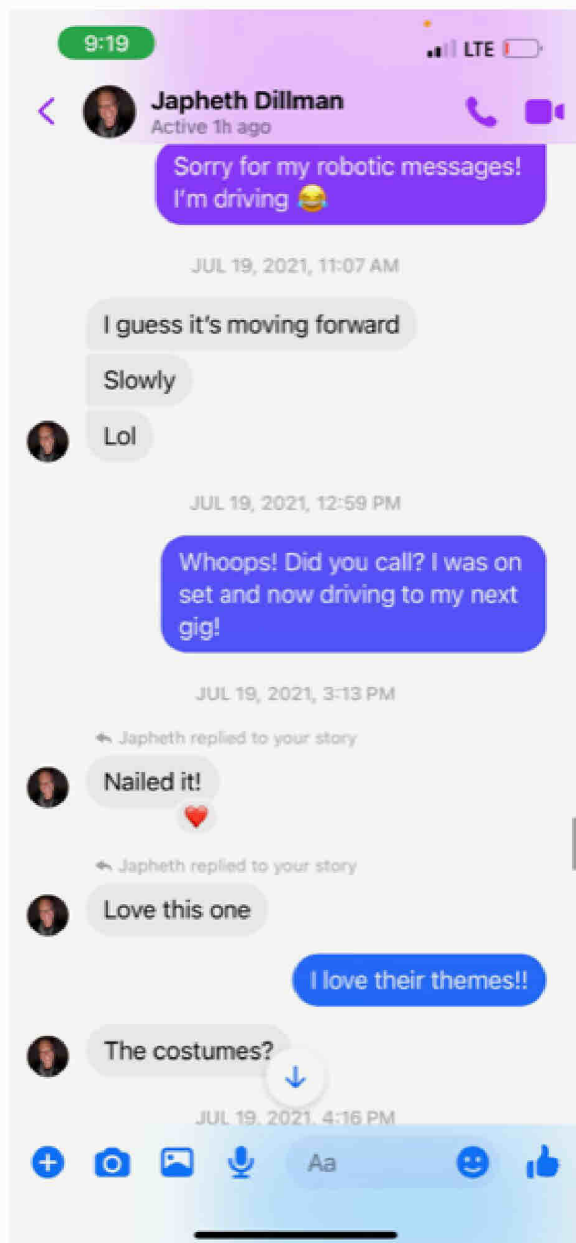 9:19
LTE
Japheth Dillman
Active 1h ago
Sorry for my robotic messages!
I'm driving 😂
JUL 19, 2021, 11:07 AM
I guess it's moving forward
Slowly
Lol
JUL 19, 2021, 12:59 PM
Whoops! Did you call? I was on
set and now driving to my next
gig!
JUL 19, 2021, 3:13 PM
Japheth replied to your story
Nailed it!
❤️
Japheth replied to your story
Love this one
I love their themes!!
The costumes?
JUL 19, 2021, 4:16 PM
Aa